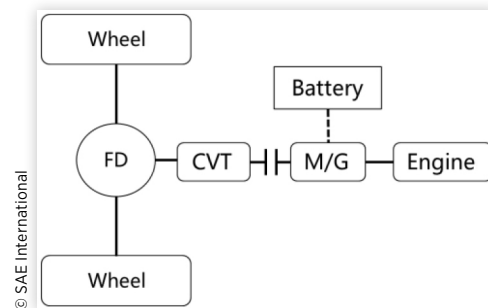 Wheel
Battery
FD
CVT
M/G
Engine
Wheel
© SAE International